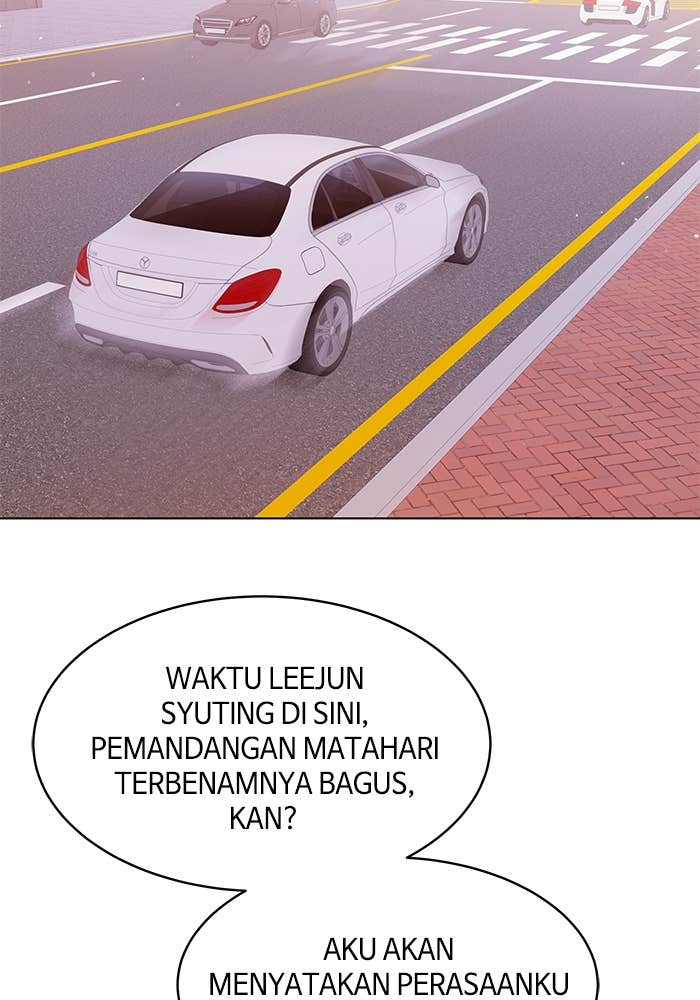 WAKTU LEEJUN
SYUTING DI SINI,
PEMANDANGAN MATAHARI
TERBENAMNYA BAGUS,
KAN?
AKU AKAN
MENYATAKAN PERASAANKU